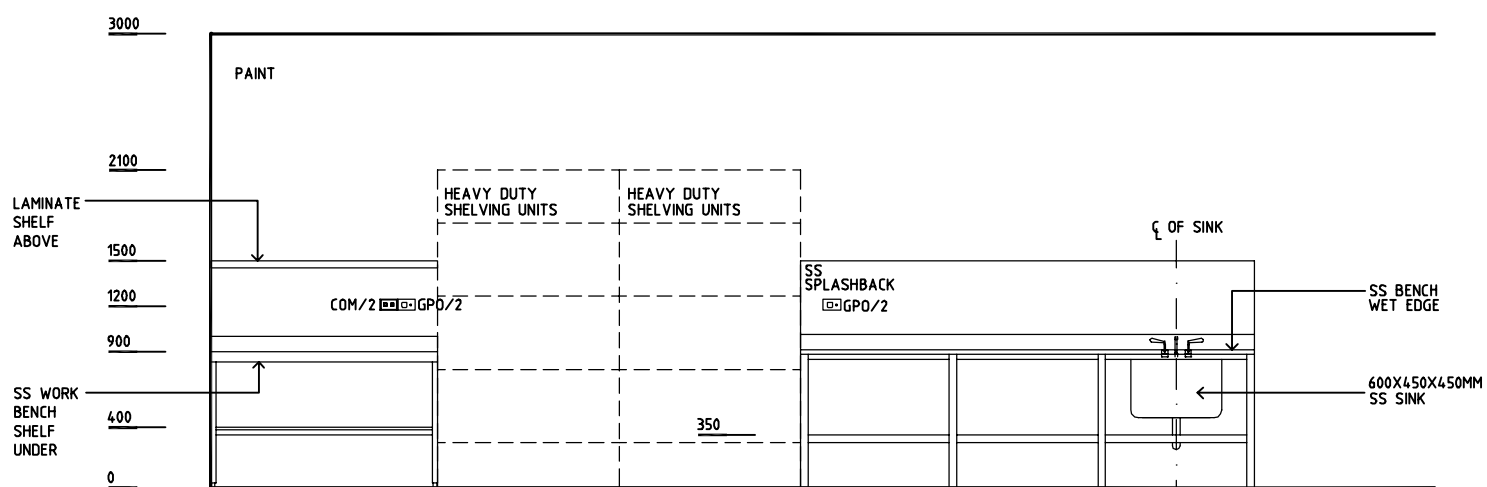 3000
PAINT
2100
LAMINATE
SHELF
ABOVE
HEAVY DUTY
SHELVING UNITS
HEAVY DUTY
SHELVING UNITS
℄ OF SINK
1500
SS
SPLASHBACK
1200
COM/2
GPO/2
GPO/2
SS BENCH
WET EDGE
900
SS WORK
BENCH
SHELF
UNDER
600X450X450MM
SS SINK
400
350
0